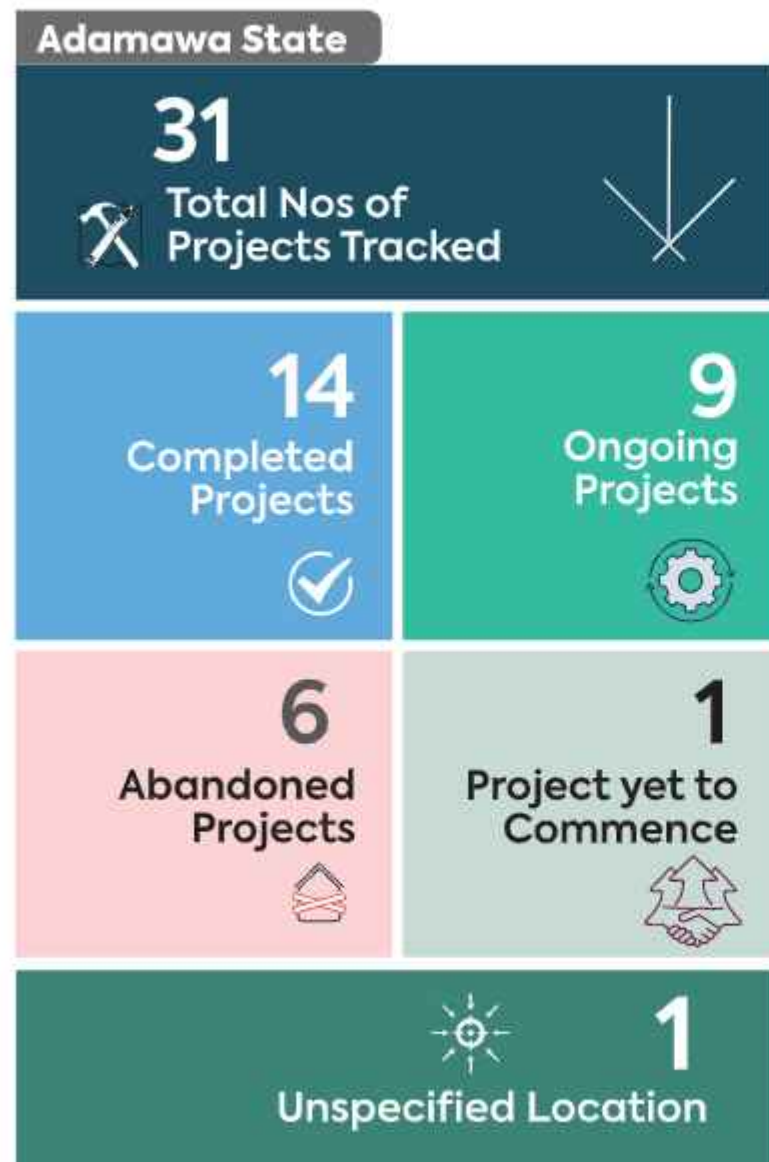 Adamawa State
31
Total Nos of
Projects Tracked
14
Completed
Projects
9
Ongoing
Projects
6
Abandoned
Projects
1
Project yet to
Commence
1
Unspecified Location